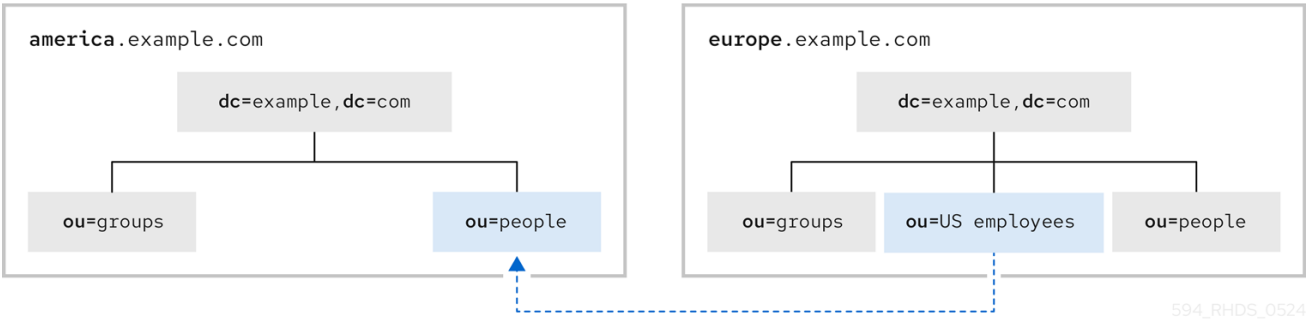 america.example.com
dc=example,dc=com
ou=groups
ou=people
europe.example.com
dc=example,dc=com
ou=groups
ou=US employees
ou=people
594_RHDS_0524